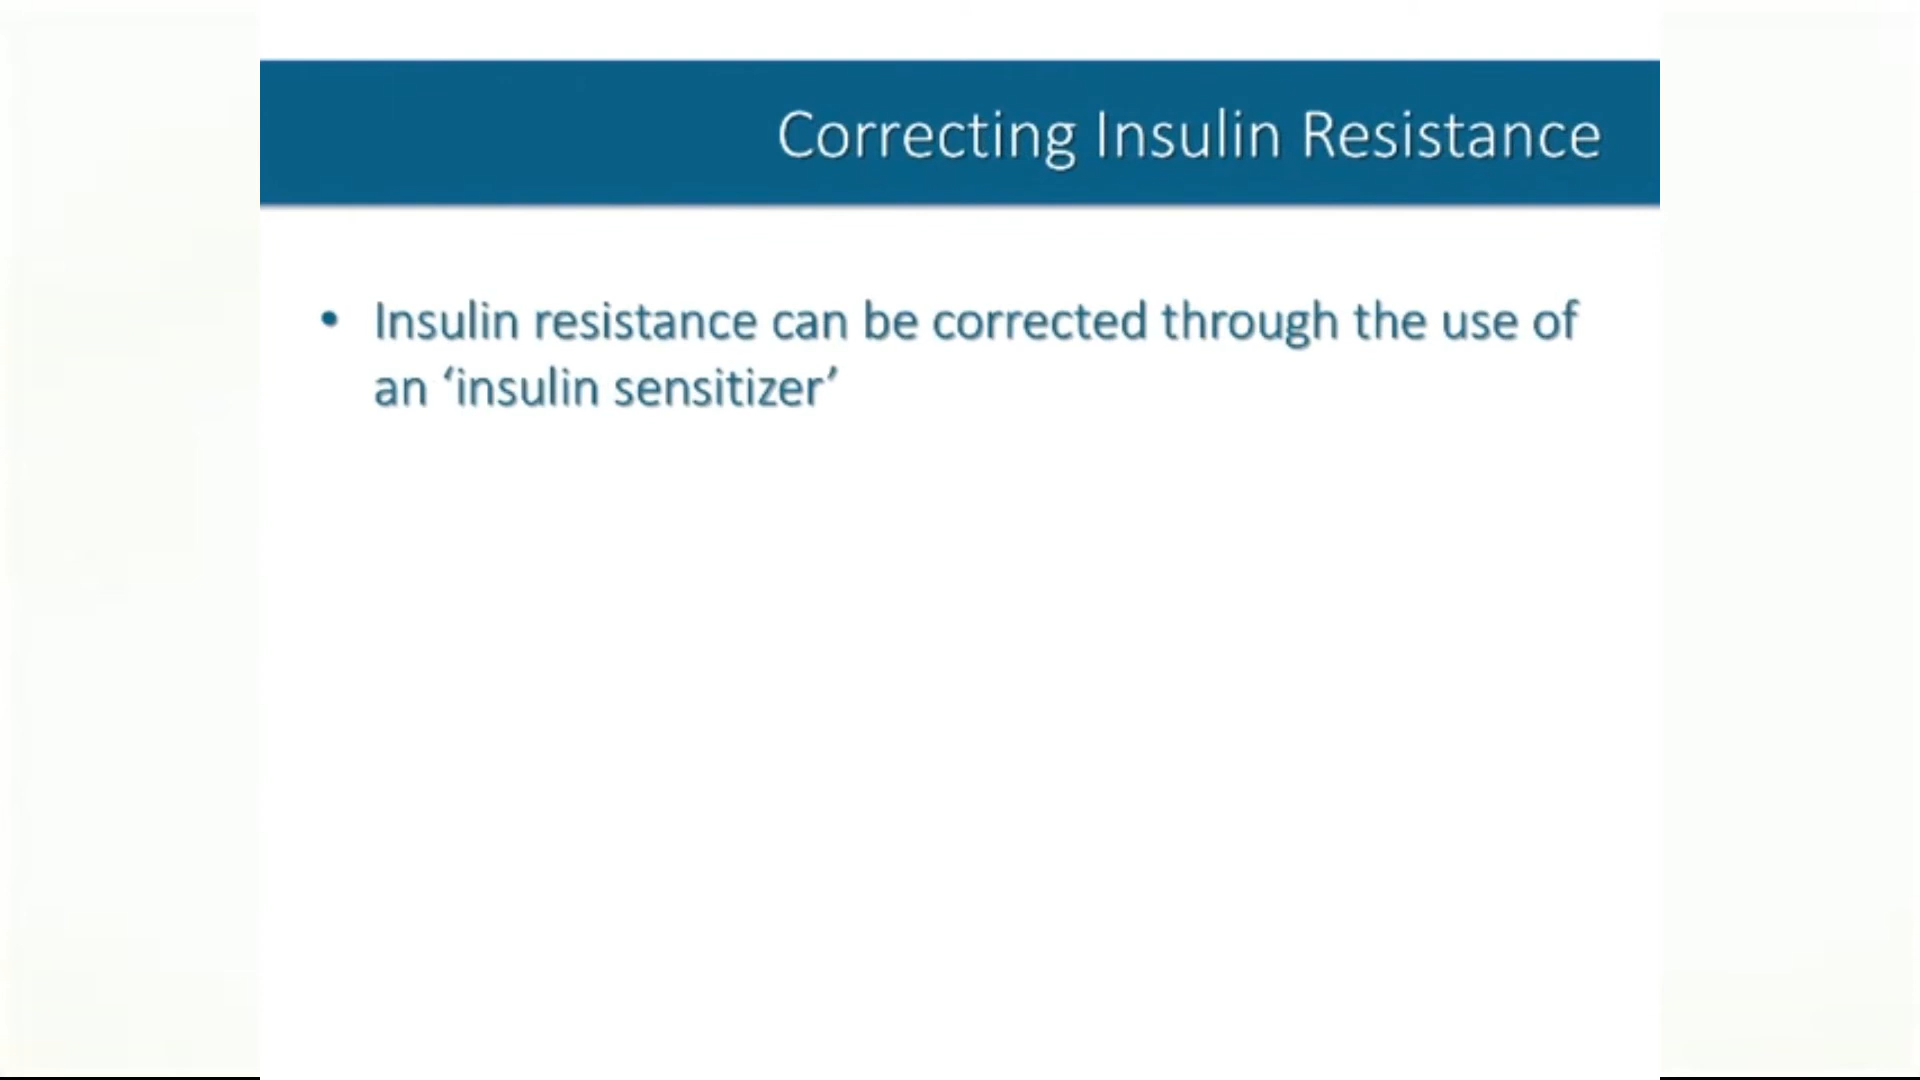 Correcting Insulin Resistance
• Insulin resistance can be corrected through the use of
an ‘insulin sensitizer’